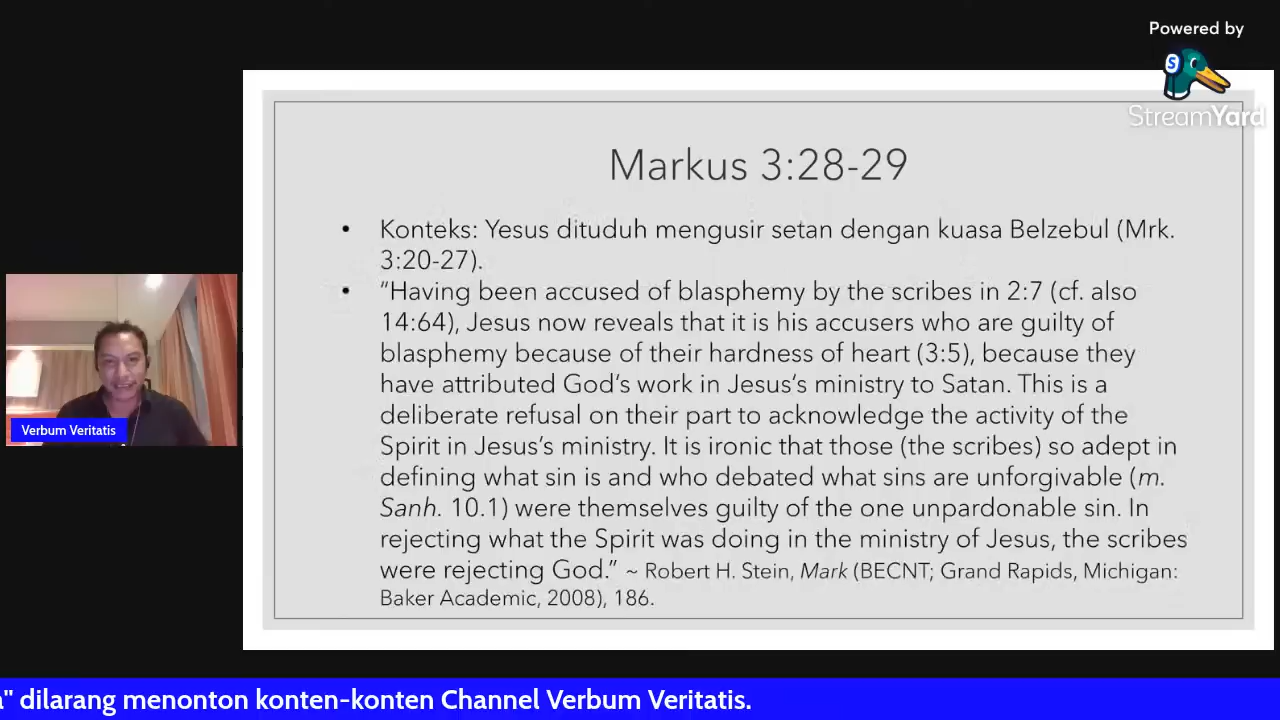 Powered by
S
StreamYard
Markus 3:28-29
• Konteks: Yesus dituduh mengusir setan dengan kuasa Belzebul (Mrk.
3:20-27).
• “Having been accused of blasphemy by the scribes in 2:7 (cf. also
14:64), Jesus now reveals that it is his accusers who are guilty of
blasphemy because of their hardness of heart (3:5), because they
have attributed God’s work in Jesus’s ministry to Satan. This is a
deliberate refusal on their part to acknowledge the activity of the
Spirit in Jesus’s ministry. It is ironic that those (the scribes) so adept in
defining what sin is and who debated what sins are unforgivable (m.
Sanh. 10.1) were themselves guilty of the one unpardonable sin. In
rejecting what the Spirit was doing in the ministry of Jesus, the scribes
were rejecting God.” ~ Robert H. Stein, Mark (BECNT; Grand Rapids, Michigan:
Baker Academic, 2008), 186.
Verbum Veritatis
" dilarang menonton konten-konten Channel Verbum Veritatis.